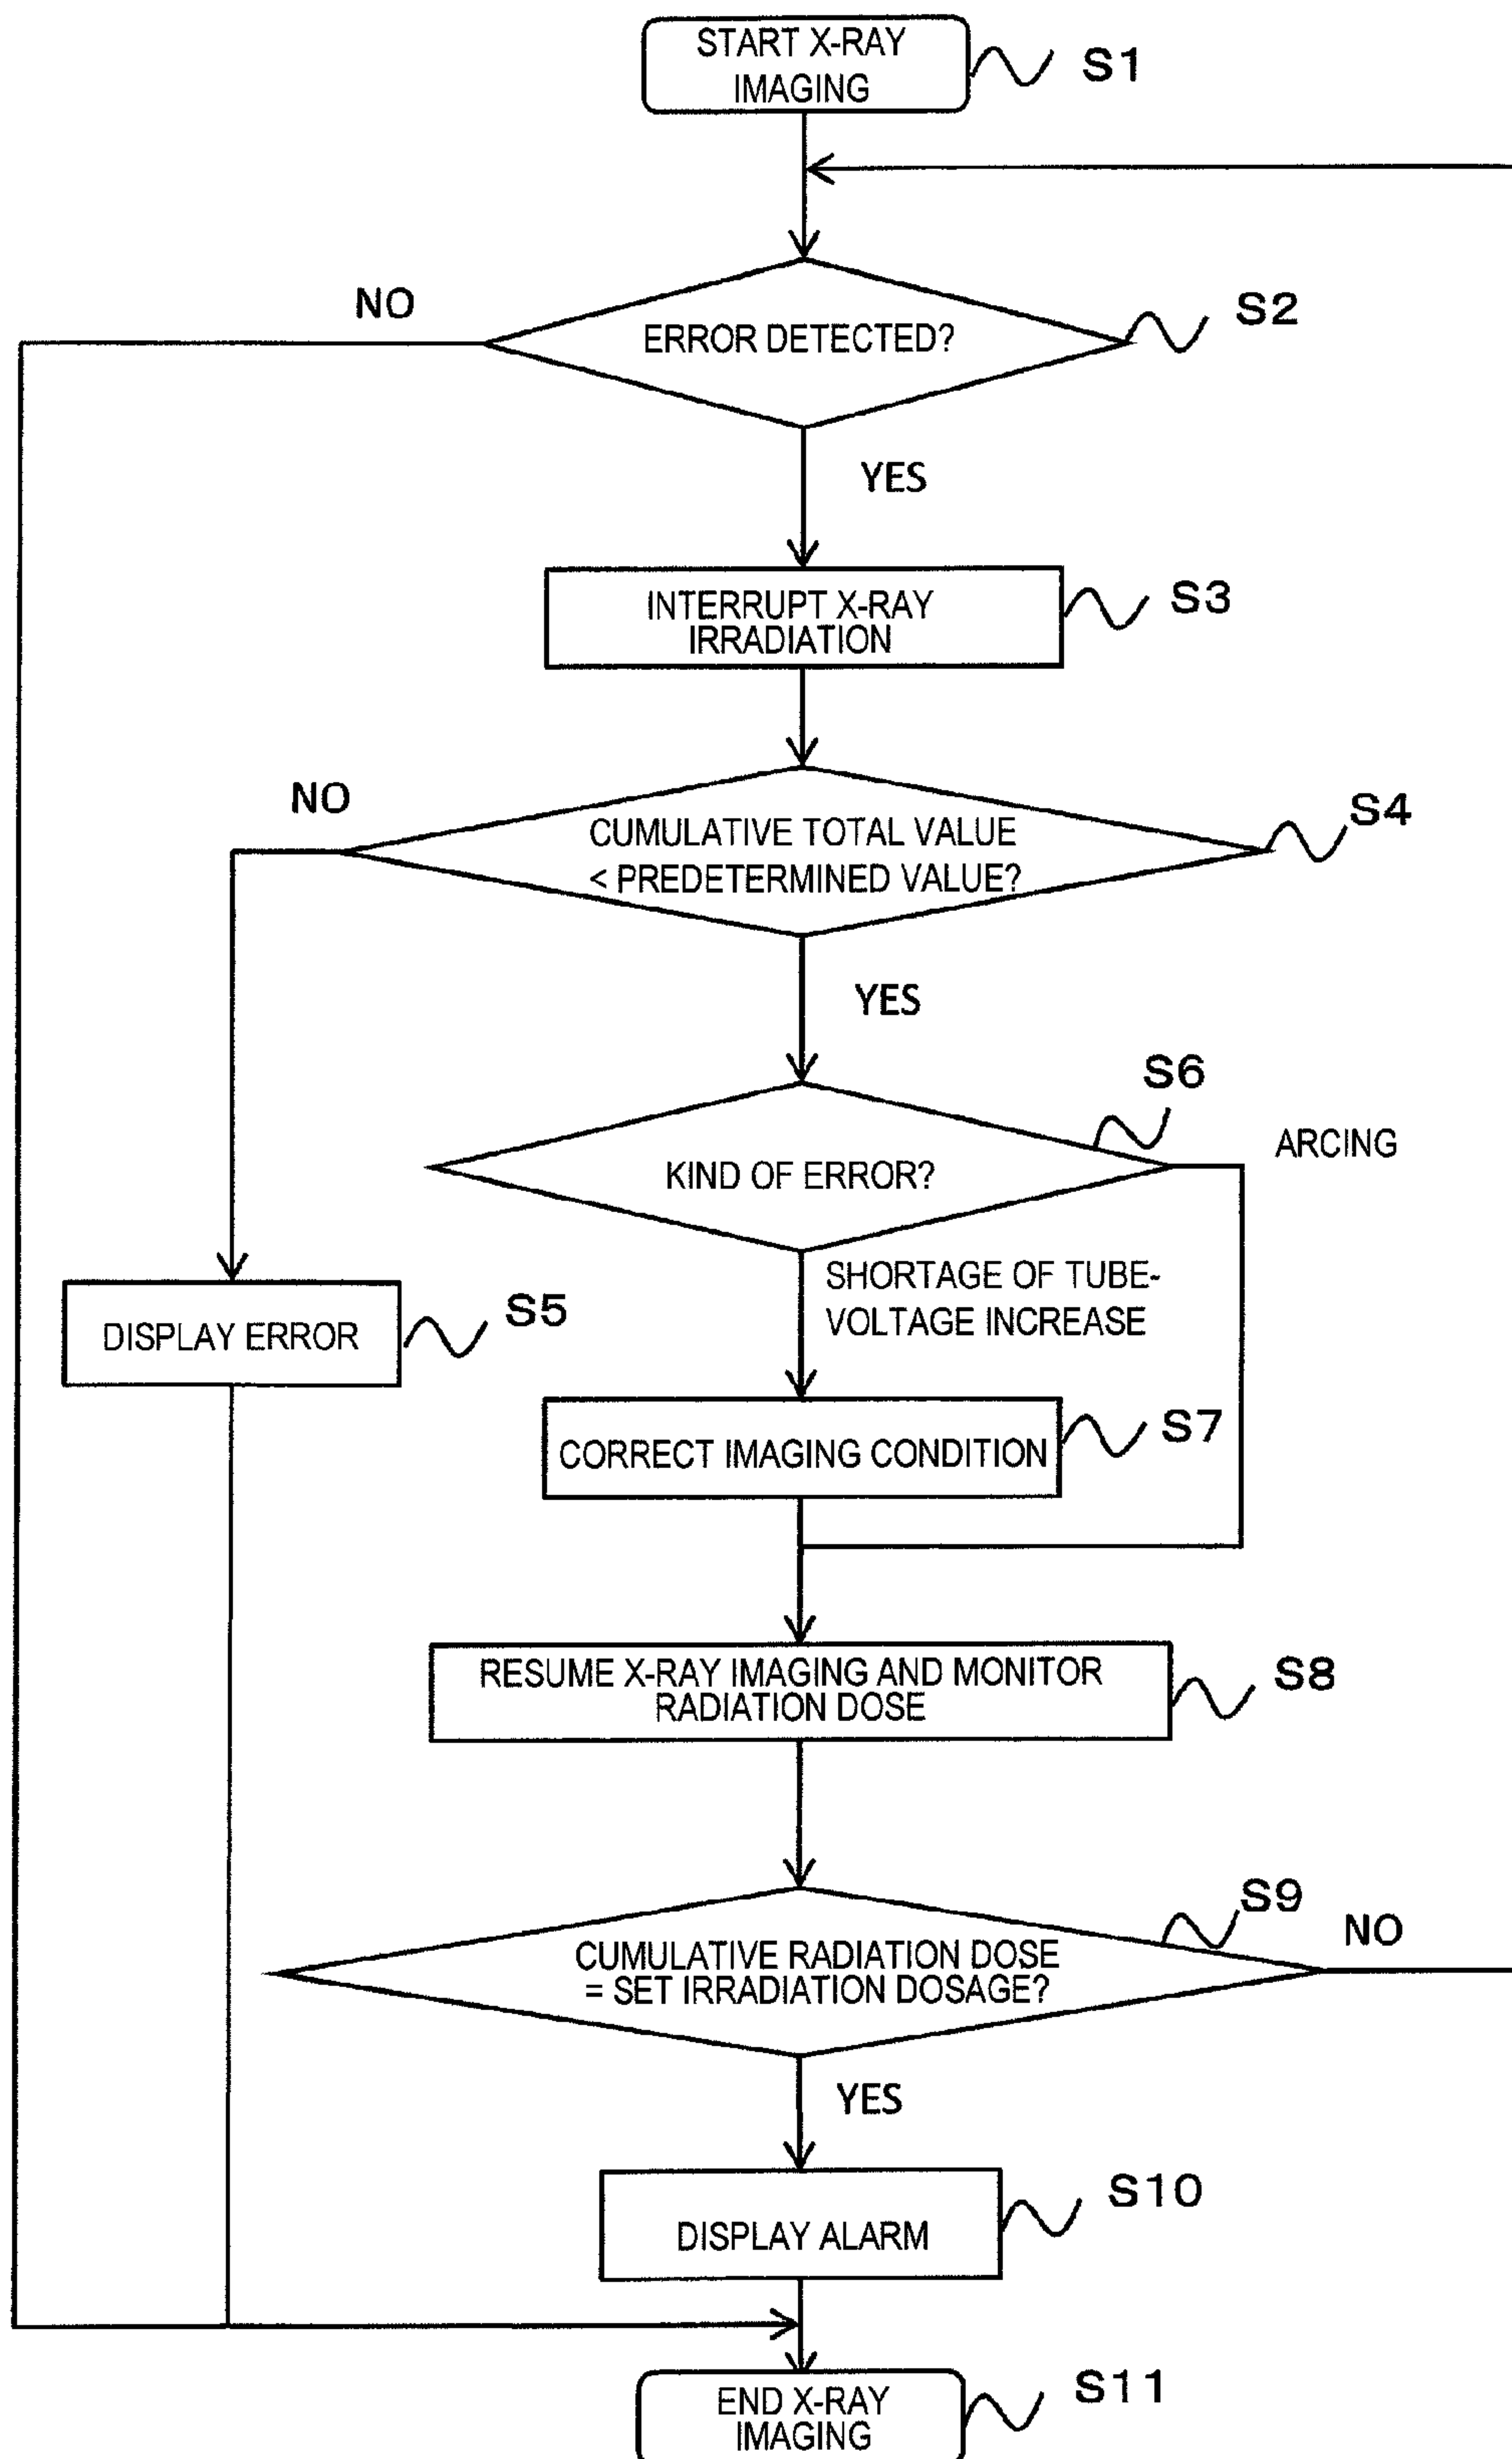 START X-RAY
IMAGING
S1
NO
ERROR DETECTED?
S2
YES
INTERRUPT X-RAY
IRRADIATION
S3
NO
CUMULATIVE TOTAL VALUE
< PREDETERMINED VALUE?
S4
YES
S6
ARCING
KIND OF ERROR?
SHORTAGE OF TUBE-
VOLTAGE INCREASE
DISPLAY ERROR
S5
CORRECT IMAGING CONDITION
S7
RESUME X-RAY IMAGING AND MONITOR
RADIATION DOSE
S8
S9
NO
CUMULATIVE RADIATION DOSE
= SET IRRADIATION DOSAGE?
YES
DISPLAY ALARM
S10
END X-RAY
IMAGING
S11